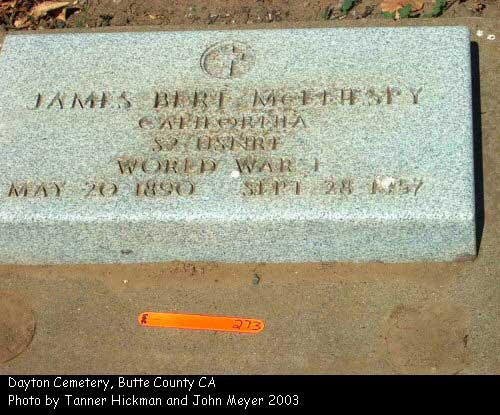 JAMES BERT McELHESPY
CALIFORNIA
S2 USNRF
WORLD WAR I
MAY 20 1890 SEPT 28 1957
273
Dayton Cemetery, Butte County CA
Photo by Tanner Hickman and John Meyer 2003